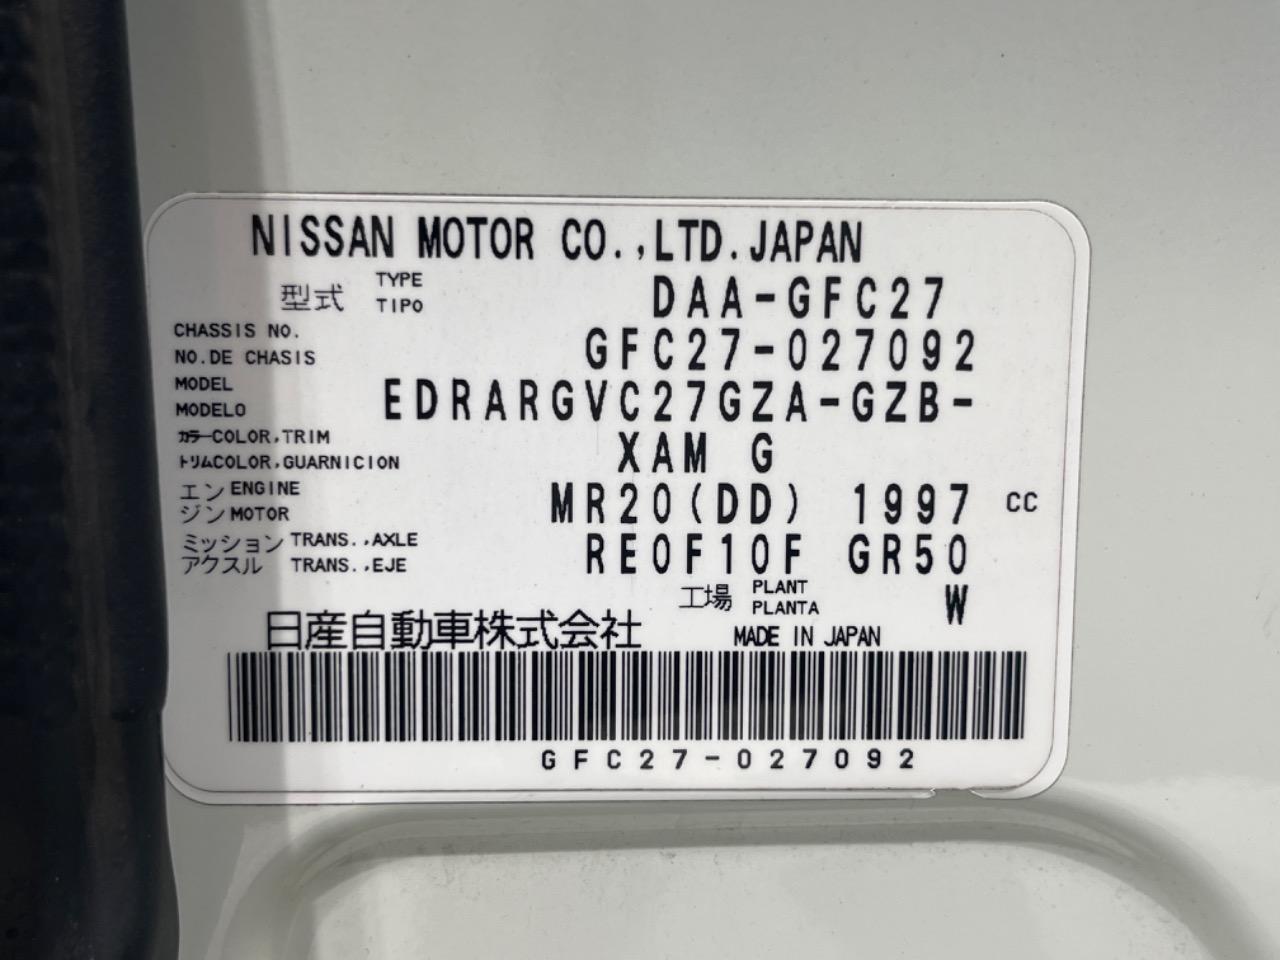 NISSAN MOTOR CO.,LTD.JAPAN
型式 TYPE TIPO DAA-GFC27
CHASSIS NO.
NO.DE CHASIS GFC27-027092
MODEL
MODELO EDRARGVC27GZA-GZB-
カラーCOLOR,TRIM
トリムCOLOR,GUARNICION XAM G
エンジン ENGINE MOTOR MR20(DD) 1997 CC
ミッション TRANS.,AXLE
アクスル TRANS.,EJE RE0F10F GR50
工場 PLANT PLANTA W
日産自動車株式会社 MADE IN JAPAN
GFC27-027092